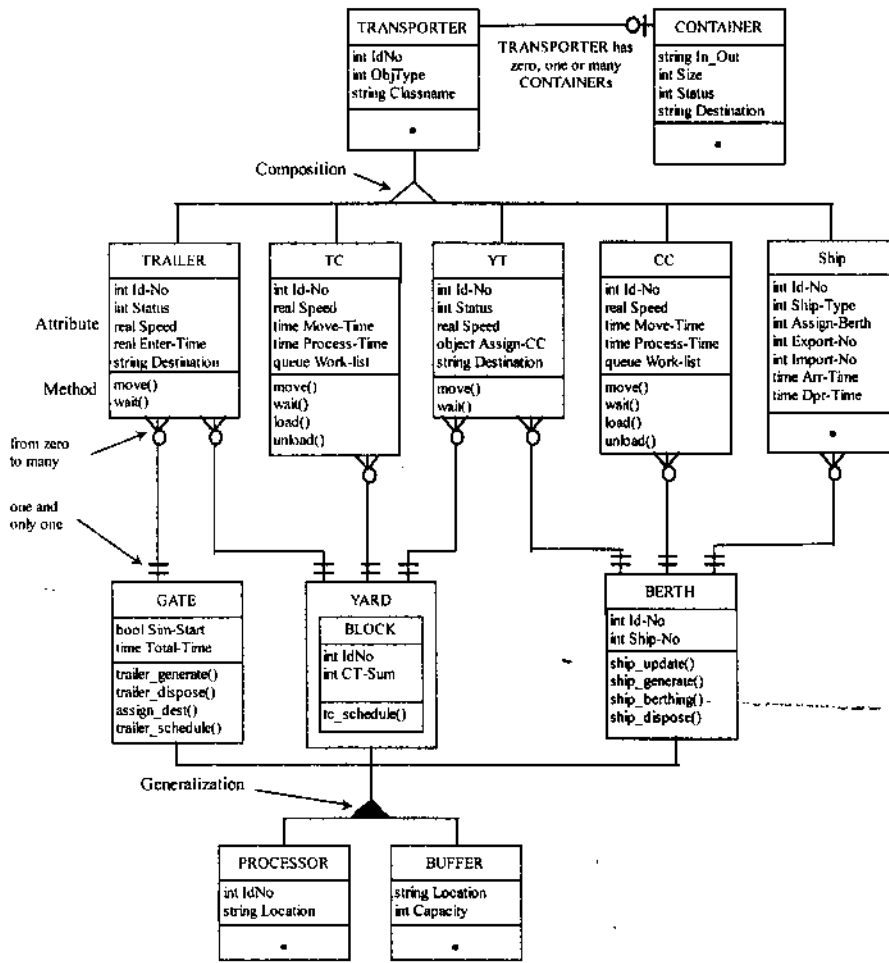 TRANSPORTER
int IdNo
int ObjType
string Classname
•
TRANSPORTER has
zero, one or many
CONTAINERs
CONTAINER
string In_Out
int Size
int Status
string Destination
•
Composition
TRAILER
int Id-No
int Status
real Speed
real Enter-Time
string Destination
move()
wait()
TC
int Id-No
real Speed
time Move-Time
time Process-Time
queue Work-list
move()
wait()
load()
unload()
YT
int Id-No
int Status
real Speed
object Assign-CC
string Destination
move()
wait()
CC
int Id-No
real Speed
time Move-Time
time Process-Time
queue Work-list
move()
wait()
load()
unload()
Ship
int Id-No
int Ship-Type
int Assign-Berth
int Export-No
int Import-No
time Arr-Time
time Dpr-Time
•
Attribute
Method
from zero
to many
one and
only one
GATE
bool Sim-Start
time Total-Time
trailer_generate()
trailer_dispose()
assign_dest()
trailer_schedule()
YARD
BLOCK
int IdNo
int CT-Sum
tc_schedule()
BERTH
int Id-No
int Ship-No
ship_update()
ship_generate()
ship_berthing()
ship_dispose()
Generalization
PROCESSOR
int IdNo
string Location
•
BUFFER
string Location
int Capacity
•